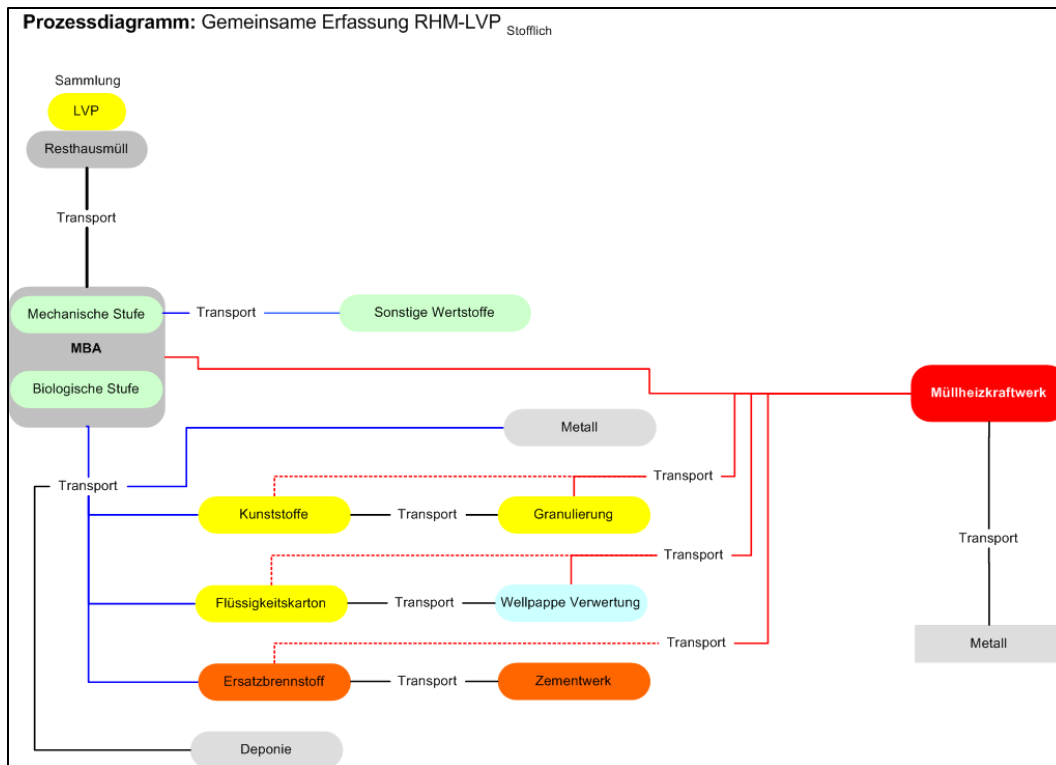 Prozessdiagramm: Gemeinsame Erfassung RHM-LVP Stofflich
Sammlung
LVP
Resthausmüll
Transport
Mechanische Stufe
Transport
Sonstige Wertstoffe
MBA
Biologische Stufe
Müllheizkraftwerk
Metall
Transport
Transport
Kunststoffe
Transport
Granulierung
Transport
Transport
Flüssigkeitskarton
Transport
Wellpappe Verwertung
Transport
Metall
Ersatzbrennstoff
Transport
Zementwerk
Deponie